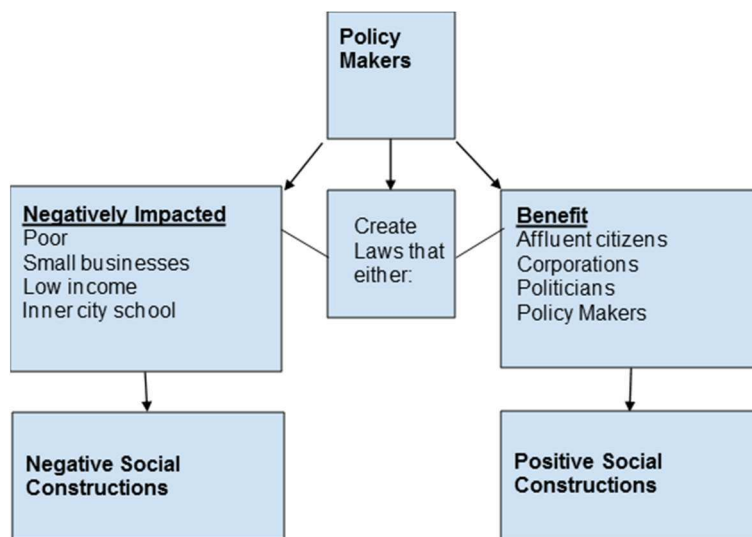 Policy
Makers
Negatively Impacted
Poor
Small businesses
Low income
Inner city school
Create
Laws that
either:
Benefit
Affluent citizens
Corporations
Politicians
Policy Makers
Negative Social
Constructions
Positive Social
Constructions